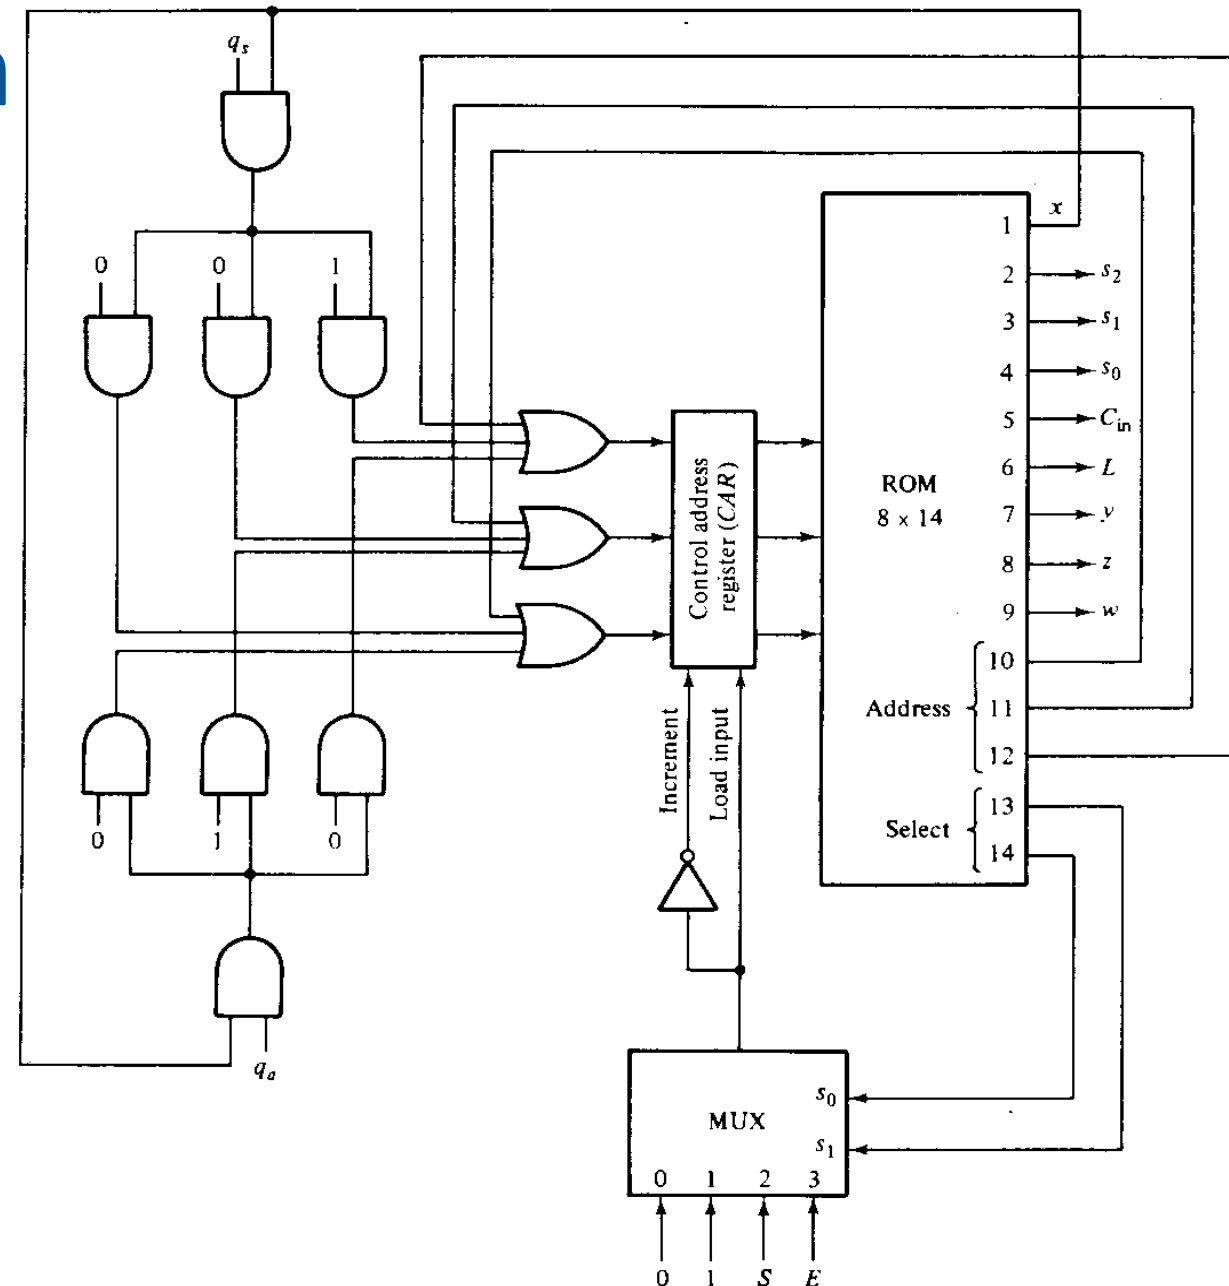 q_s
x
1
2
s_2
3
s_1
0
0
1
4
s_0
5
C_in
6
L
ROM
8 × 14
7
y
8
z
9
w
Control address
register (CAR)
Address
10
11
12
Select
13
14
Increment
Load input
0
1
0
q_a
MUX
s_0
s_1
0 1 2 3
0 1 S E